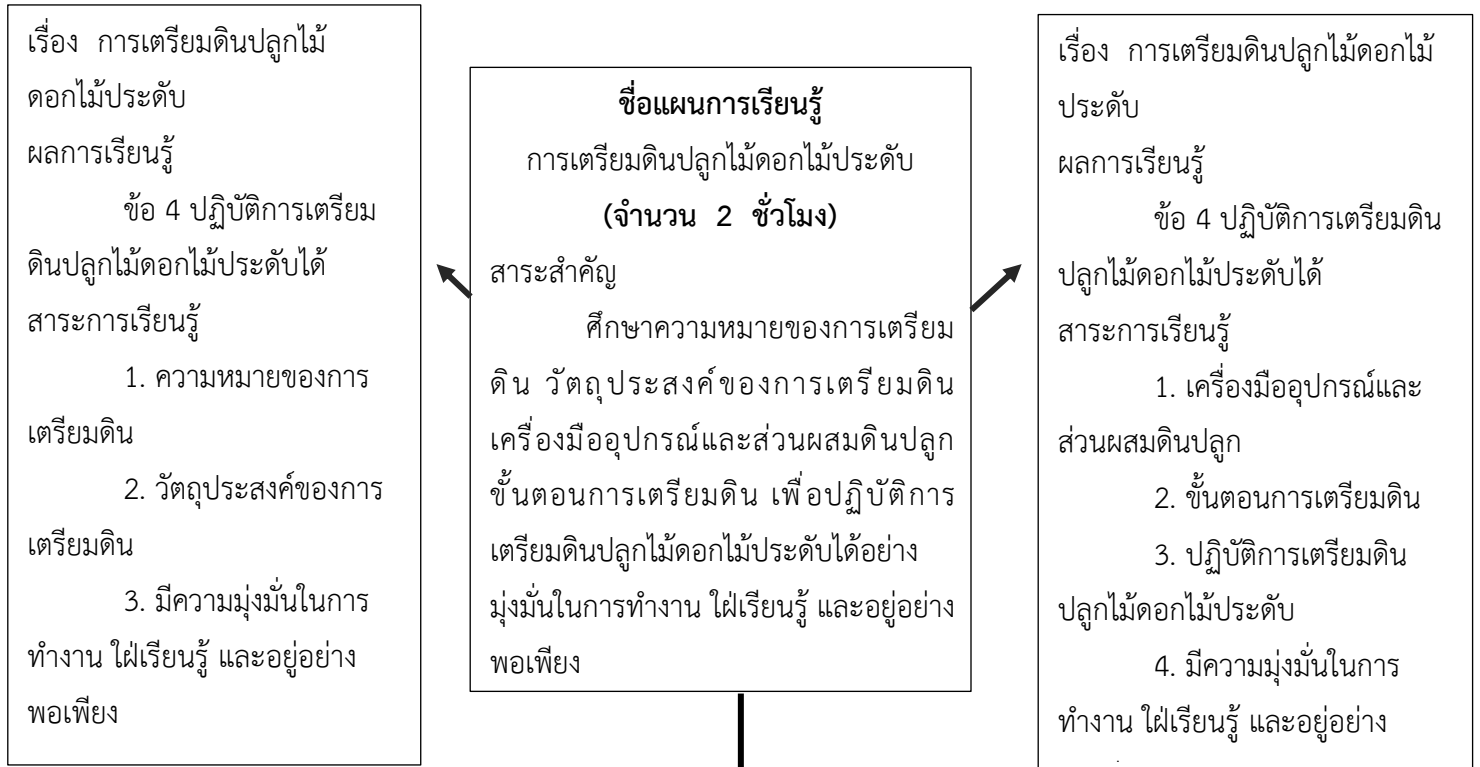 เรื่อง การเตรียมดินปลูกไม้
ดอกไม้ประดับ
ผลการเรียนรู้
ข้อ 4 ปฏิบัติการเตรียม
ดินปลูกไม้ดอกไม้ประดับได้
สาระการเรียนรู้
1. ความหมายของการ
เตรียมดิน
2. วัตถุประสงค์ของการ
เตรียมดิน
3. มีความมุ่งมั่นในการ
ทำงาน ใฝ่เรียนรู้ และอยู่อย่าง
พอเพียง
ชื่อแผนการเรียนรู้
การเตรียมดินปลูกไม้ดอกไม้ประดับ
(จำนวน 2 ชั่วโมง)
สาระสำคัญ
ศึกษาความหมายของการเตรียม
ดิน วัตถุประสงค์ของการเตรียมดิน
เครื่องมืออุปกรณ์และส่วนผสมดินปลูก
ขั้นตอนการเตรียมดิน เพื่อปฏิบัติการ
เตรียมดินปลูกไม้ดอกไม้ประดับได้อย่าง
มุ่งมั่นในการทำงาน ใฝ่เรียนรู้ และอยู่อย่าง
พอเพียง
เรื่อง การเตรียมดินปลูกไม้ดอกไม้
ประดับ
ผลการเรียนรู้
ข้อ 4 ปฏิบัติการเตรียมดิน
ปลูกไม้ดอกไม้ประดับได้
สาระการเรียนรู้
1. เครื่องมืออุปกรณ์และ
ส่วนผสมดินปลูก
2. ขั้นตอนการเตรียมดิน
3. ปฏิบัติการเตรียมดิน
ปลูกไม้ดอกไม้ประดับ
4. มีความมุ่งมั่นในการ
ทำงาน ใฝ่เรียนรู้ และอยู่อย่าง